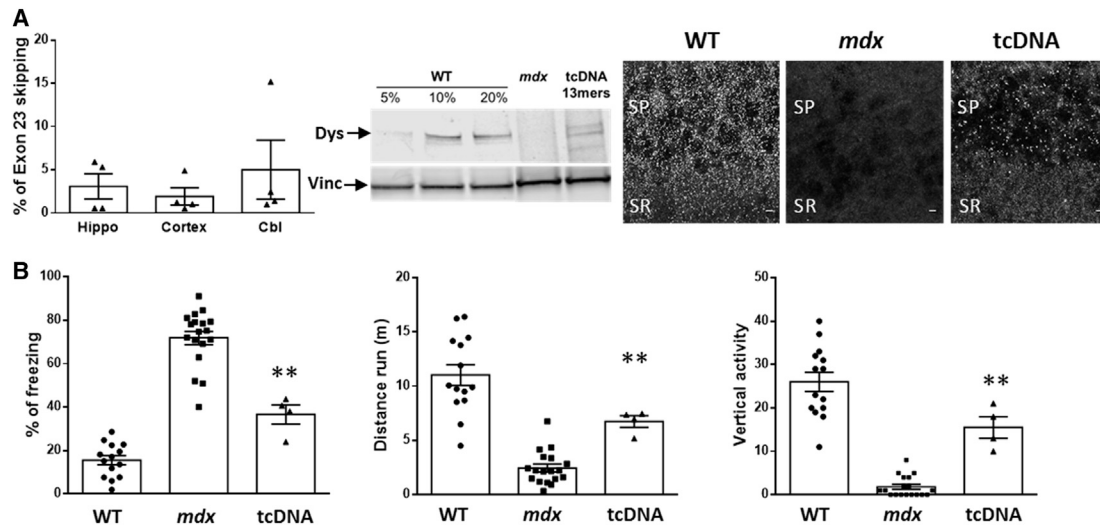 A
% of Exon 23 skipping
20
15
10
5
0
Hippo Cortex Cbl
WT mdx tcDNA
5% 10% 20% 13mers
Dys
Vinc
WT mdx tcDNA
SP SP SP
SR SR SR
B
% of freezing
100
80
60
40
20
0
**
WT mdx tcDNA
Distance run (m)
20
15
10
5
0
**
WT mdx tcDNA
Vertical activity
50
40
30
20
10
0
**
WT mdx tcDNA